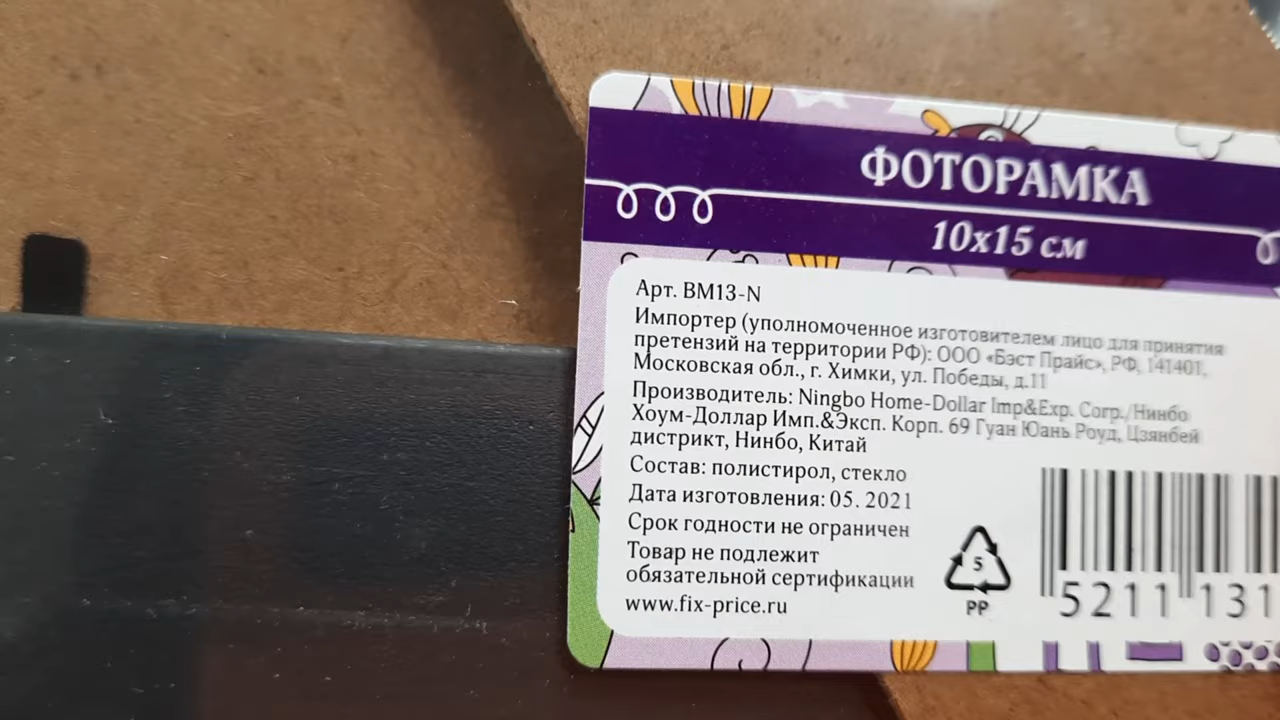 ФОТОРАМКА
10х15 см
Арт. BM13-N
Импортер (уполномоченное изготовителем лицо для принятия
претензий на территории РФ): ООО «Бэст Прайс», РФ, 141401,
Московская обл., г. Химки, ул. Победы, д.11
Производитель: Ningbo Home-Dollar Imp&Exp. Corp./Нинбо
Хоум-Доллар Имп.&Эксп. Корп. 69 Гуан Юань Роуд, Цзянбей
дистрикт, Нинбо, Китай
Состав: полистирол, стекло
Дата изготовления: 05. 2021
Срок годности не ограничен
Товар не подлежит
обязательной сертификации
www.fix-price.ru
5
PP
5211 131